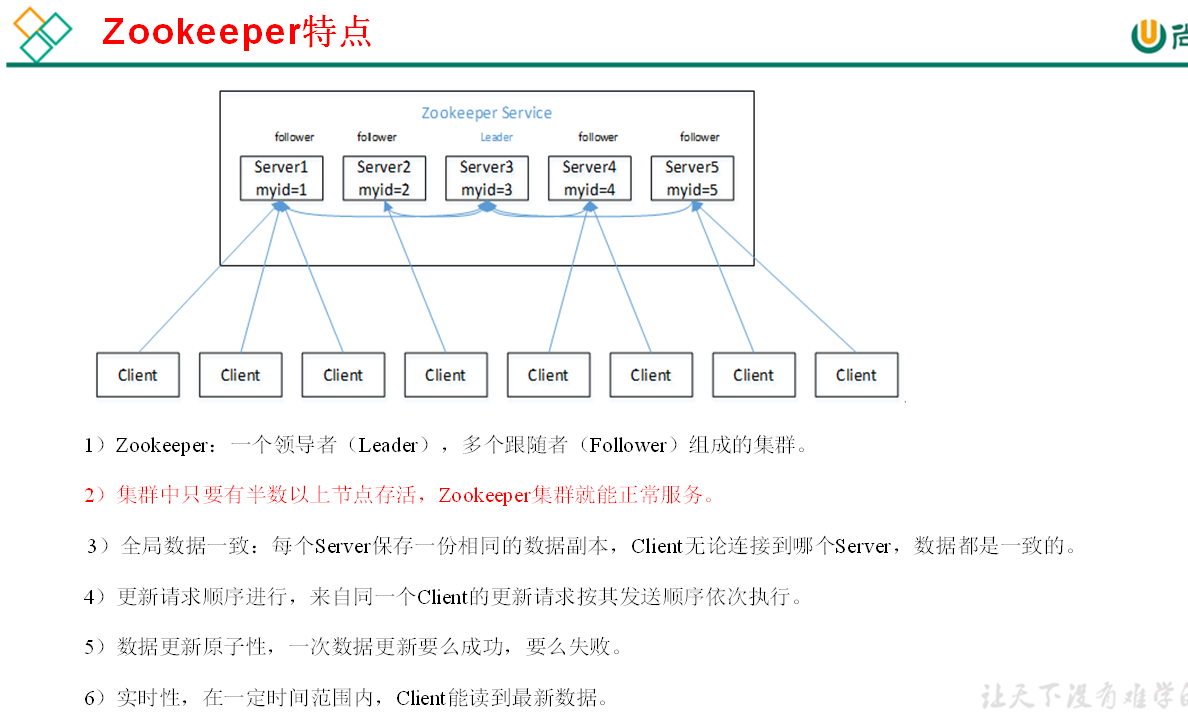 Zookeeper特点
Zookeeper Service
follower follower Leader follower follower
Server1 Server2 Server3 Server4 Server5
myid=1 myid=2 myid=3 myid=4 myid=5
Client Client Client Client Client Client Client Client
1）Zookeeper：一个领导者（Leader），多个跟随者（Follower）组成的集群。
2）集群中只要有半数以上节点存活，Zookeeper集群就能正常服务。
3）全局数据一致：每个Server保存一份相同的数据副本，Client无论连接到哪个Server，数据都是一致的。
4）更新请求顺序进行，来自同一个Client的更新请求按其发送顺序依次执行。
5）数据更新原子性，一次数据更新要么成功，要么失败。
6）实时性，在一定时间范围内，Client能读到最新数据。
让天下没有难学